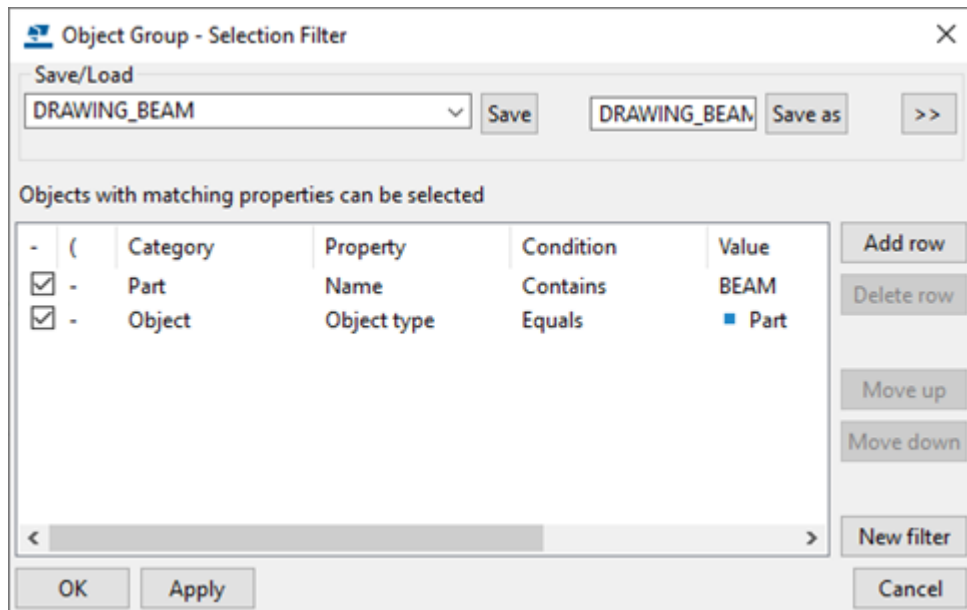 Object Group - Selection Filter
Save/Load
DRAWING_BEAM Save DRAWING_BEAM Save as >>
Objects with matching properties can be selected
- ( Category Property Condition Value Add row
- Part Name Contains BEAM Delete row
- Object Object type Equals Part
Move up
Move down
New filter
OK Apply Cancel